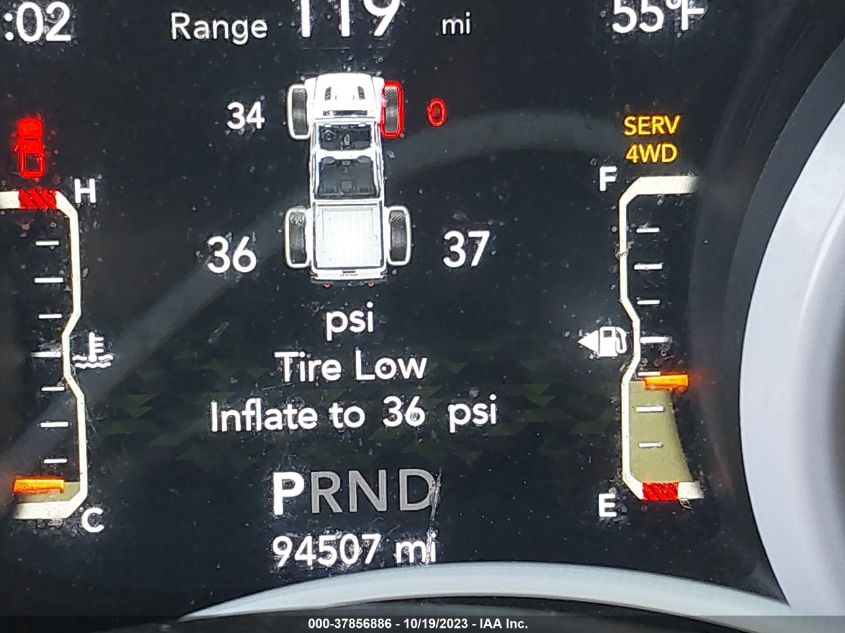 :02 Range 119 mi 55°F
34 0 SERV
4WD
H F
36 37
psi
Tire Low
Inflate to 36 psi
PRND
C E
94507 mi
000-37856886 - 10/19/2023 - IAA Inc.